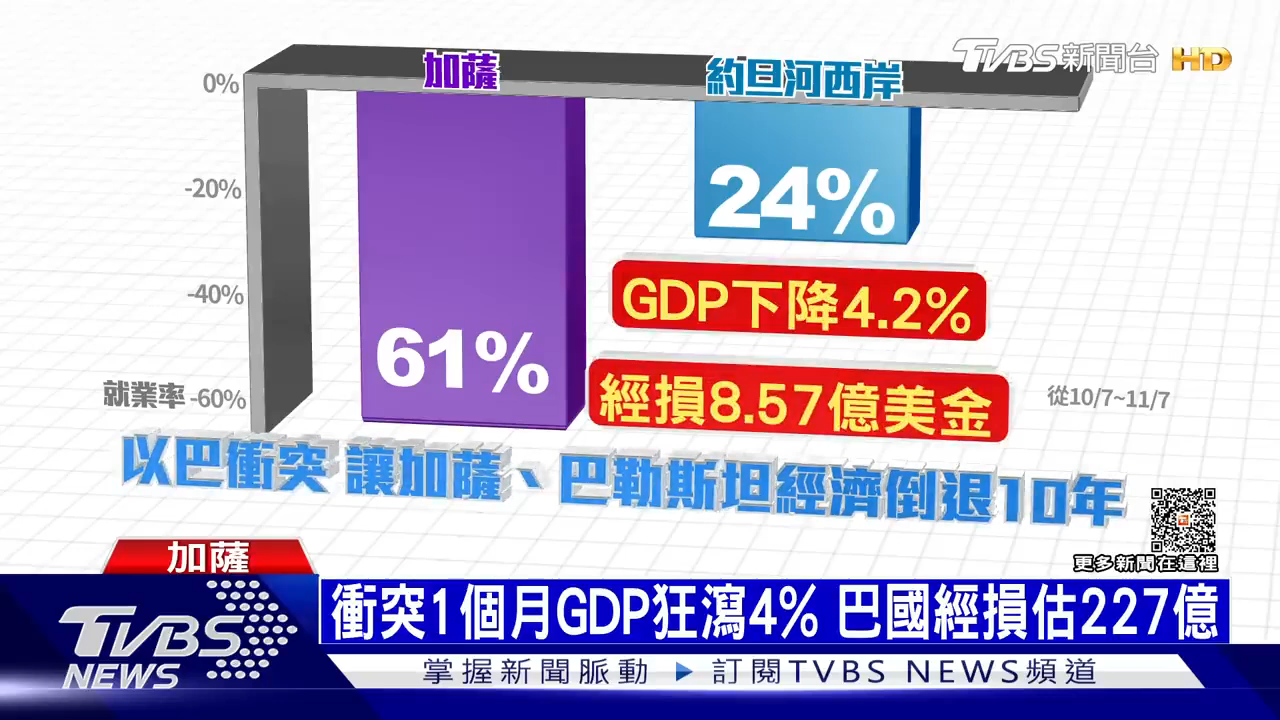 TVBS新聞台 HD
加薩
約旦河西岸
0%
-20%
-40%
就業率 -60%
24%
61%
GDP下降4.2%
經損8.57億美金
從10/7~11/7
以巴衝突 讓加薩、巴勒斯坦經濟倒退10年
更多新聞在這裡
加薩
TVBS NEWS
衝突1個月GDP狂瀉4% 巴國經損估227億
掌握新聞脈動 ▶ 訂閱TVBS NEWS頻道